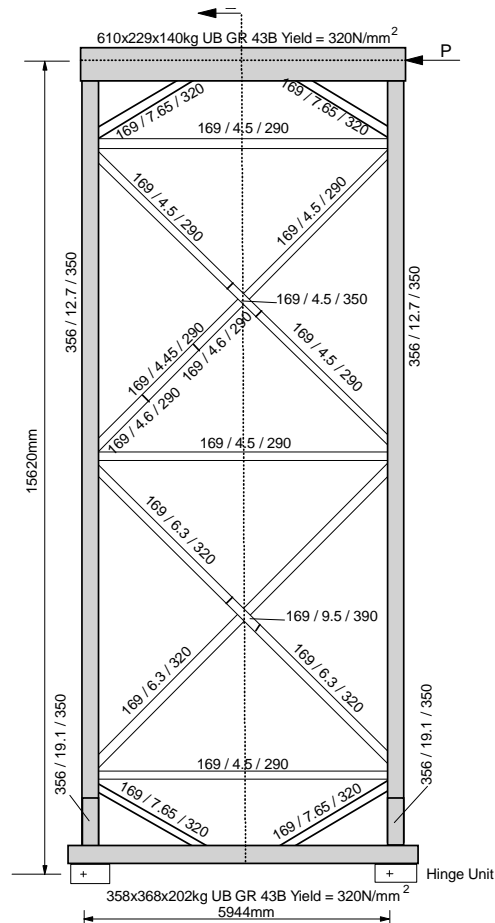 610x229x140kg UB GR 43B Yield = 320N/mm²
P
169 / 7.65 / 320
169 / 7.65 / 320
169 / 4.5 / 290
169 / 4.5 / 290
169 / 4.5 / 290
356 / 12.7 / 350
356 / 12.7 / 350
169 / 4.5 / 350
169 / 4.45 / 290
169 / 4.6 / 290
169 / 4.5 / 290
169 / 4.6 / 290
169 / 4.5 / 290
15620mm
169 / 6.3 / 320
169 / 9.5 / 390
169 / 6.3 / 320
169 / 6.3 / 320
356 / 19.1 / 350
356 / 19.1 / 350
169 / 4.5 / 290
169 / 7.65 / 320
169 / 7.65 / 320
+
+
Hinge Unit
358x368x202kg UB GR 43B Yield = 320N/mm²
5944mm